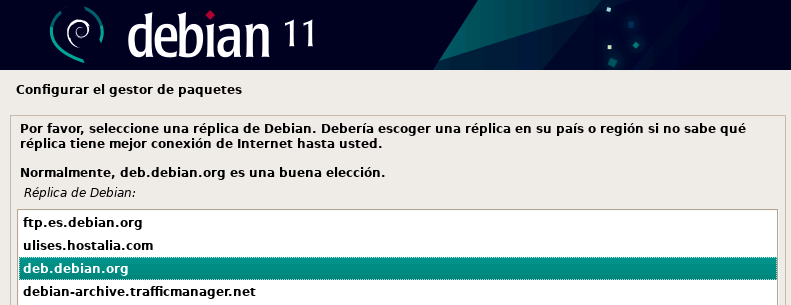 debian 11
Configurar el gestor de paquetes
Por favor, seleccione una réplica de Debian. Debería escoger una réplica en su país o región si no sabe qué
réplica tiene mejor conexión de Internet hasta usted.
Normalmente, deb.debian.org es una buena elección.
Réplica de Debian:
ftp.es.debian.org
ulises.hostalia.com
deb.debian.org
debian-archive.trafficmanager.net